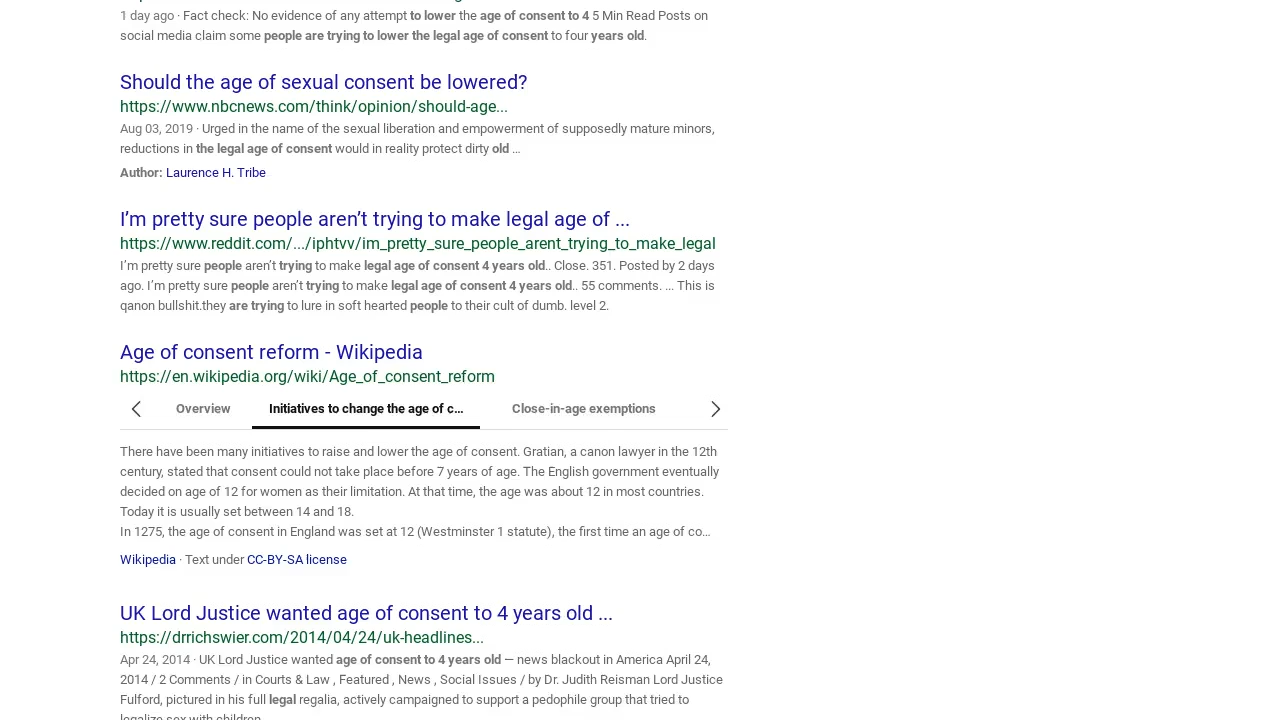 1 day ago · Fact check: No evidence of any attempt to lower the age of consent to 4 5 Min Read Posts on
social media claim some people are trying to lower the legal age of consent to four years old.
Should the age of sexual consent be lowered?
https://www.nbcnews.com/think/opinion/should-age...
Aug 03, 2019 · Urged in the name of the sexual liberation and empowerment of supposedly mature minors,
reductions in the legal age of consent would in reality protect dirty old ...
Author: Laurence H. Tribe
I’m pretty sure people aren’t trying to make legal age of ...
https://www.reddit.com/.../iphtvv/im_pretty_sure_people_arent_trying_to_make_legal
I’m pretty sure people aren’t trying to make legal age of consent 4 years old.. Close. 351. Posted by 2 days
ago. I’m pretty sure people aren’t trying to make legal age of consent 4 years old.. 55 comments. ... This is
qanon bullshit.they are trying to lure in soft hearted people to their cult of dumb. level 2.
Age of consent reform - Wikipedia
https://en.wikipedia.org/wiki/Age_of_consent_reform
Overview Initiatives to change the age of c... Close-in-age exemptions
There have been many initiatives to raise and lower the age of consent. Gratian, a canon lawyer in the 12th
century, stated that consent could not take place before 7 years of age. The English government eventually
decided on age of 12 for women as their limitation. At that time, the age was about 12 in most countries.
Today it is usually set between 14 and 18.
In 1275, the age of consent in England was set at 12 (Westminster 1 statute), the first time an age of co...
Wikipedia · Text under CC-BY-SA license
UK Lord Justice wanted age of consent to 4 years old ...
https://drrichswier.com/2014/04/24/uk-headlines...
Apr 24, 2014 · UK Lord Justice wanted age of consent to 4 years old — news blackout in America April 24,
2014 / 2 Comments / in Courts & Law , Featured , News , Social Issues / by Dr. Judith Reisman Lord Justice
Fulford, pictured in his full legal regalia, actively campaigned to support a pedophile group that tried to
legalize sex with children